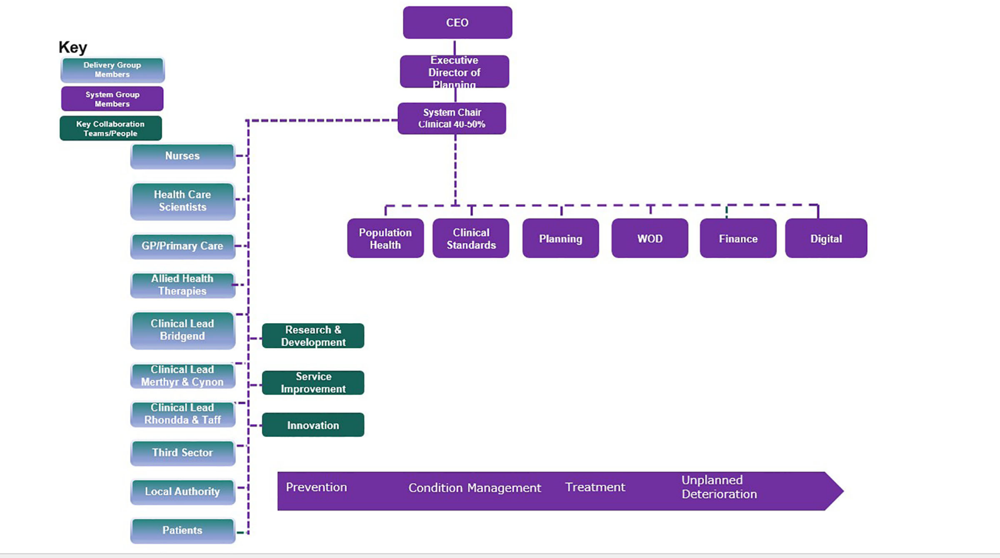 CEO
Key
Executive
Director of
Planning
Delivery Group
Members
System Group
Members
System Chair
Clinical 40-50%
Key Collaboration
Teams/People
Nurses
Health Care
Scientists
Population
Health
Clinical
Standards
Planning
WOD
Finance
Digital
GP/Primary Care
Allied Health
Therapies
Clinical Lead
Bridgend
Research &
Development
Clinical Lead
Merthyr & Cynon
Service
Improvement
Clinical Lead
Rhondda & Taff
Innovation
Third Sector
Local Authority
Patients
Prevention
Condition Management
Treatment
Unplanned
Deterioration